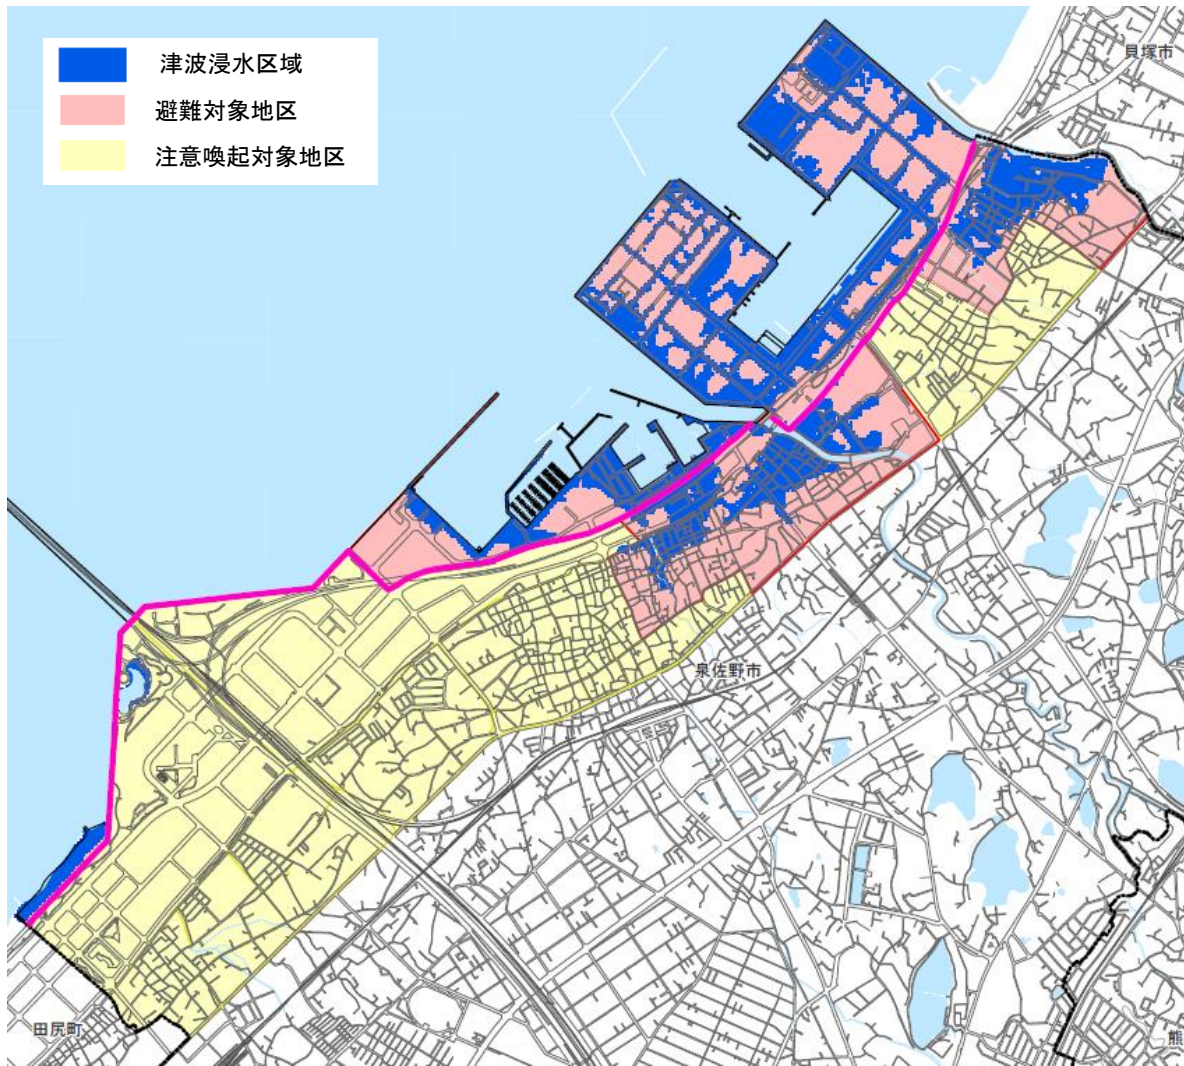 津波浸水区域
避難対象地区
注意喚起対象地区
貝塚市
泉佐野市
田尻町
熊